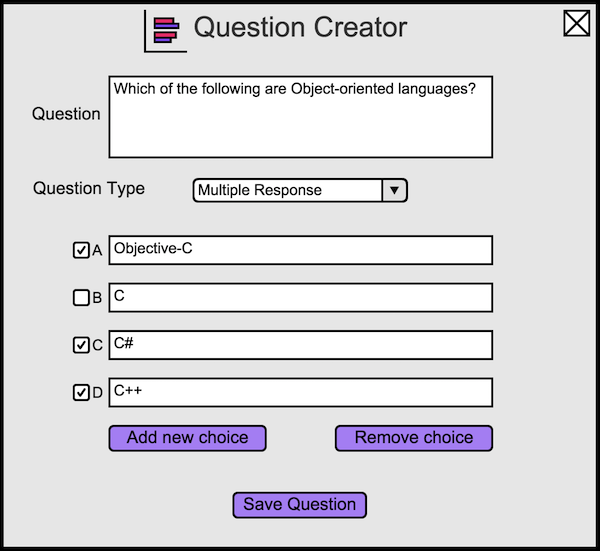 Question Creator
Question
Which of the following are Object-oriented languages?
Question Type
Multiple Response
A
Objective-C
B
C
C
C#
D
C++
Add new choice
Remove choice
Save Question